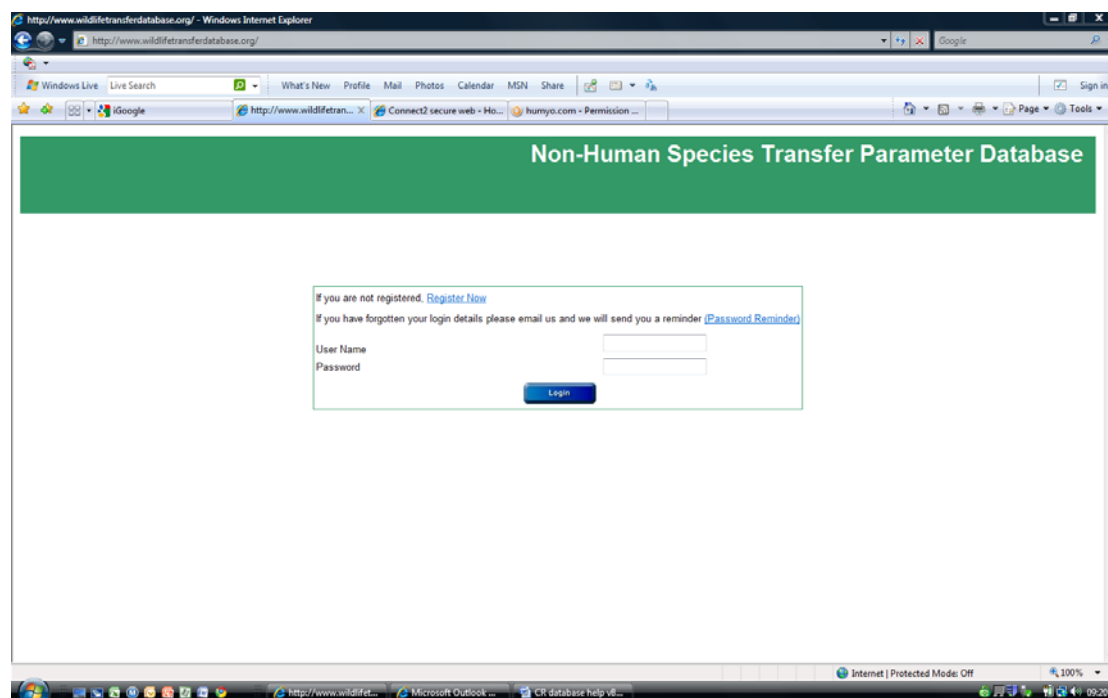 http://www.wildlifetransferdatabase.org/ - Windows Internet Explorer
http://www.wildlifetransferdatabase.org/
Google
Windows Live Live Search What's New Profile Mail Photos Calendar MSN Share Sign in
iGoogle http://www.wildlifetran... Connect2 secure web - Ho... humyo.com - Permission ... Page Tools
Non-Human Species Transfer Parameter Database
If you are not registered, Register Now
If you have forgotten your login details please email us and we will send you a reminder (Password Reminder)
User Name
Password
Login
Internet | Protected Mode: Off 100%
http://www.wildlifet... Microsoft Outlook ... CR database help v8... 09:20